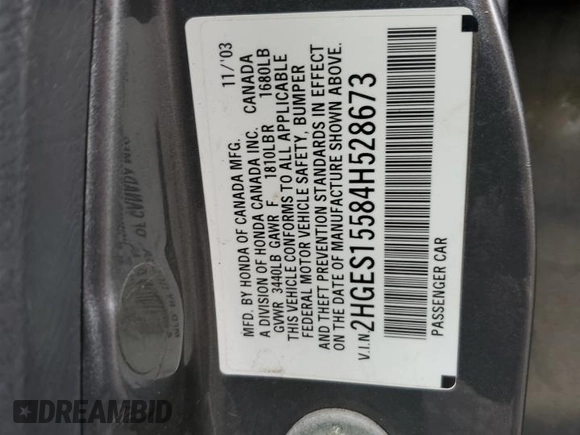 MFD. BY HONDA OF CANADA MFG. 11/'03
A DIVISION OF HONDA CANADA INC. CANADA
GVWR 3440LB GAWR F. 1810LBR 1680LB
THIS VEHICLE CONFORMS TO ALL APPLICABLE
FEDERAL MOTOR VEHICLE SAFETY, BUMPER
AND THEFT PREVENTION STANDARDS IN EFFECT
ON THE DATE OF MANUFACTURE SHOWN ABOVE.
V.I.N. 2HGES15584H528673
PASSENGER CAR
DREAMBID